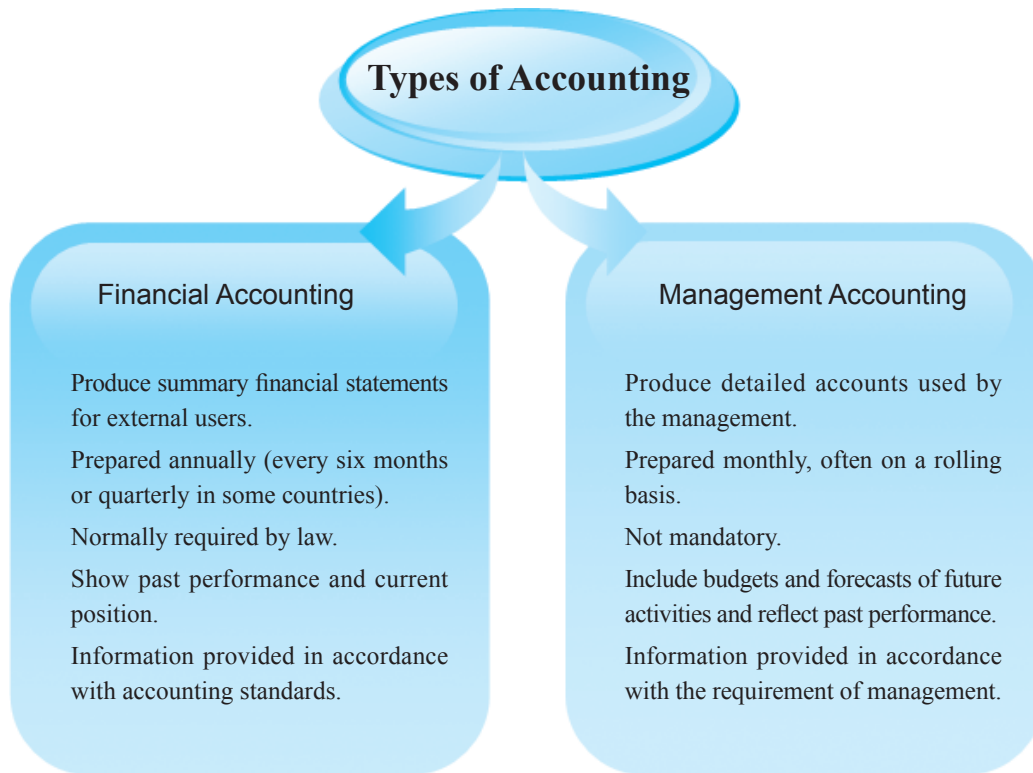 Types of Accounting
Financial Accounting
Produce summary financial statements
for external users.
Prepared annually (every six months
or quarterly in some countries).
Normally required by law.
Show past performance and current
position.
Information provided in accordance
with accounting standards.
Management Accounting
Produce detailed accounts used by
the management.
Prepared monthly, often on a rolling
basis.
Not mandatory.
Include budgets and forecasts of future
activities and reflect past performance.
Information provided in accordance
with the requirement of management.